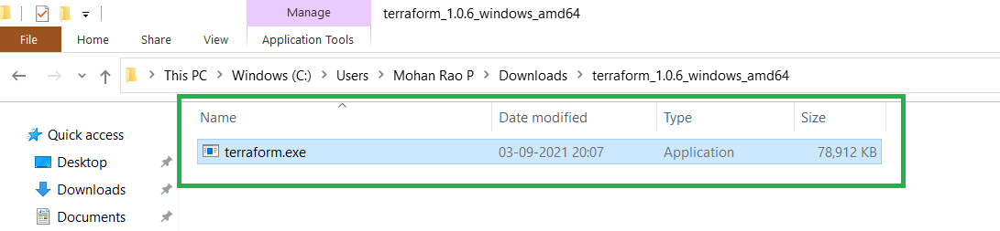 Manage
terraform_1.0.6_windows_amd64
File
Home
Share
View
Application Tools
This PC
Windows (C:)
Users
Mohan Rao P
Downloads
terraform_1.0.6_windows_amd64
Name
Date modified
Type
Size
Quick access
terraform.exe
03-09-2021 20:07
Application
78,912 KB
Desktop
Downloads
Documents